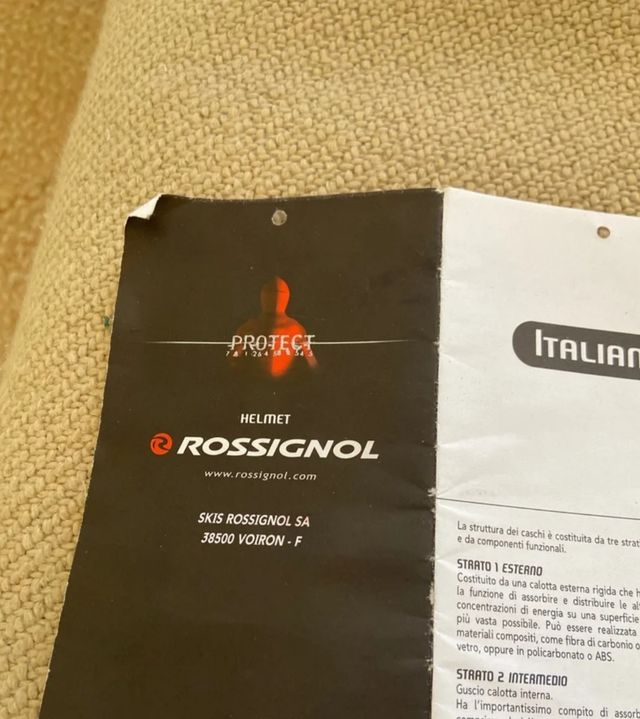 PROTECT
HELMET
ROSSIGNOL
www.rossignol.com
SKIS ROSSIGNOL SA
38500 VOIRON - F
ITALIAN
La struttura dei caschi è costituita da tre strat
e da componenti funzionali.
STRATO 1 ESTERNO
Costituito da una calotta esterna rigida che h
la funzione di assorbire e distribuire le al
concentrazioni di energia su una superficie
più vasta possibile. Può essere realizzata
materiali compositi, come fibra di carbonio o
vetro, oppure in policarbonato o ABS.
STRATO 2 INTERMEDIO
Guscio calotta interna.
Ha l'importantissimo compito di assorb